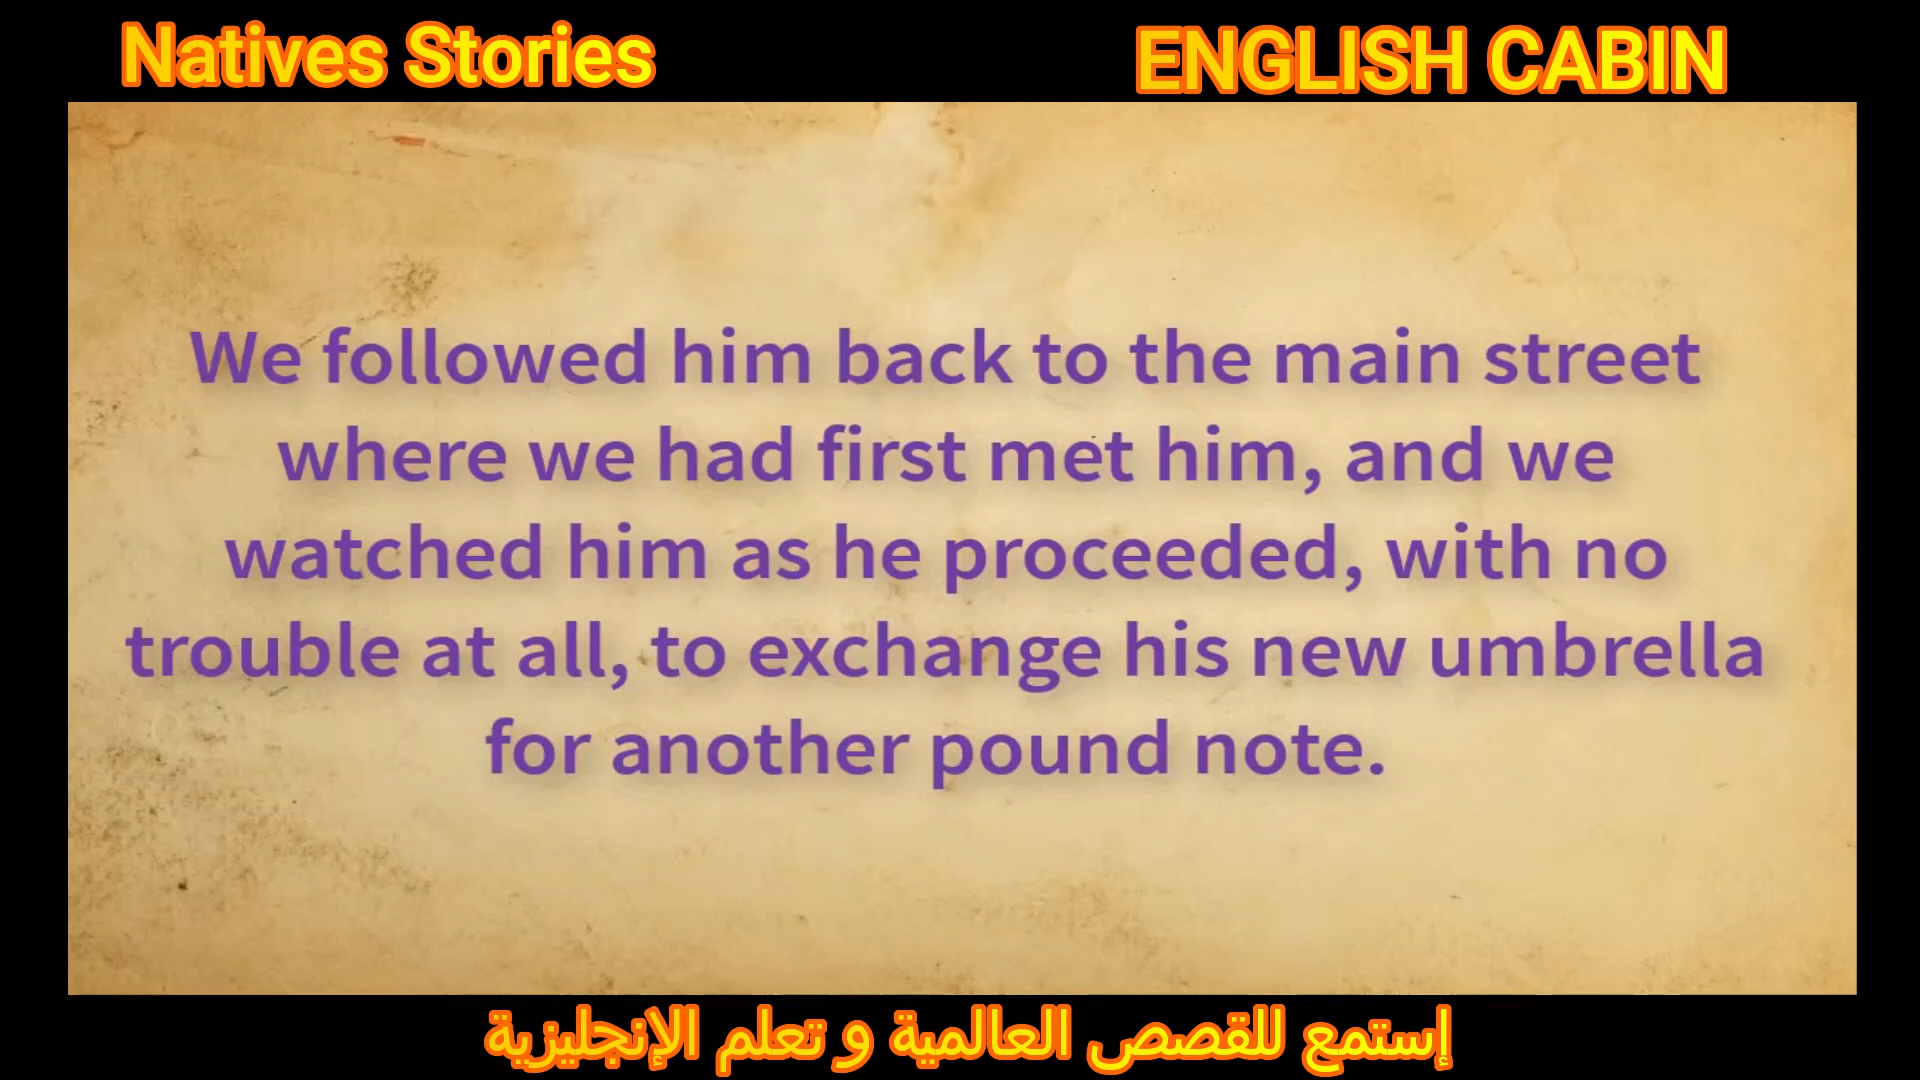 Natives Stories
ENGLISH CABIN
We followed him back to the main street
where we had first met him, and we
watched him as he proceeded, with no
trouble at all, to exchange his new umbrella
for another pound note.
إستمع للقصص العالمية و تعلم الإنجليزية